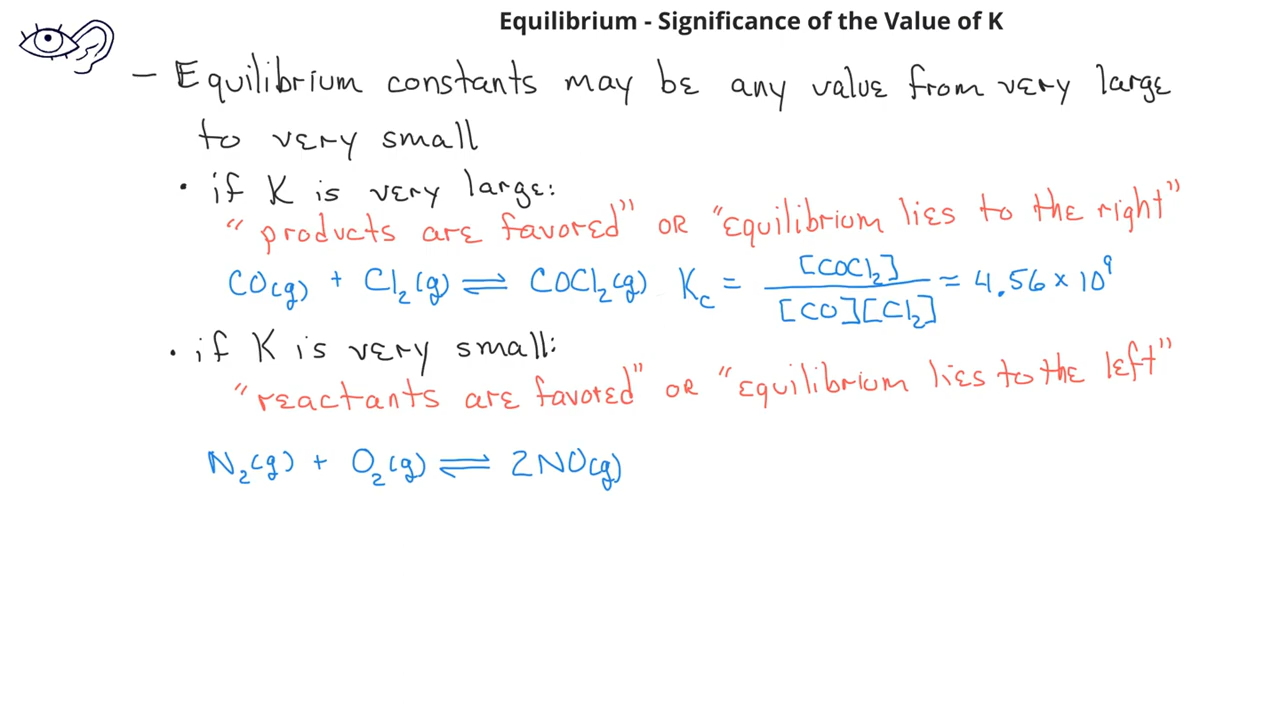 Equilibrium - Significance of the Value of K
- Equilibrium constants may be any value from very large
to very small
• if K is very large:
"products are favored" OR "equilibrium lies to the right"
CO(g) + Cl₂(g) ⇌ COCl₂(g) K_c = [COCl₂] / [CO][Cl₂] = 4.56 × 10⁹
• if K is very small:
"reactants are favored" OR "equilibrium lies to the left"
N₂(g) + O₂(g) ⇌ 2NO(g)